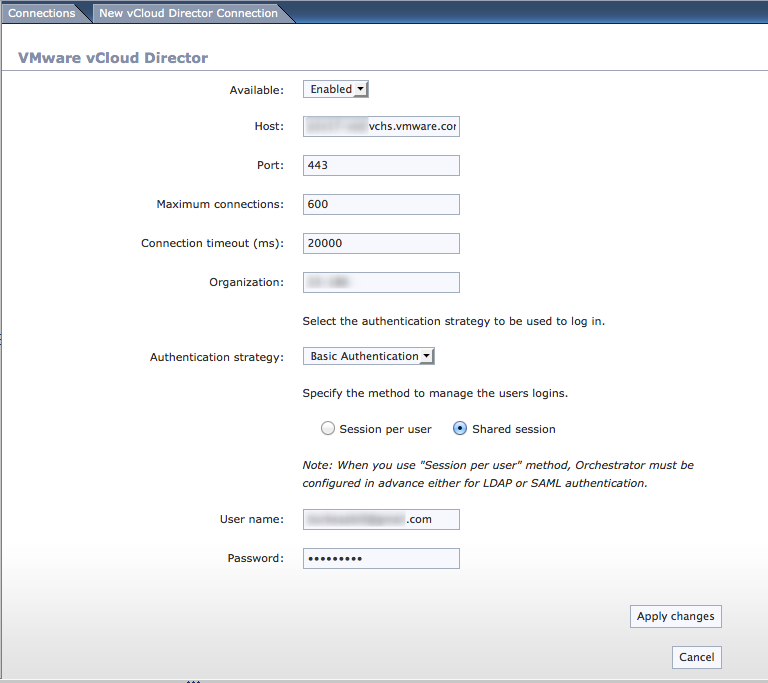 Connections New vCloud Director Connection
VMware vCloud Director
Available: Enabled
Host: vchs.vmware.cor
Port: 443
Maximum connections: 600
Connection timeout (ms): 20000
Organization:
Select the authentication strategy to be used to log in.
Authentication strategy: Basic Authentication
Specify the method to manage the users logins.
Session per user Shared session
Note: When you use "Session per user" method, Orchestrator must be
configured in advance either for LDAP or SAML authentication.
User name: .com
Password: •••••••••
Apply changes
Cancel